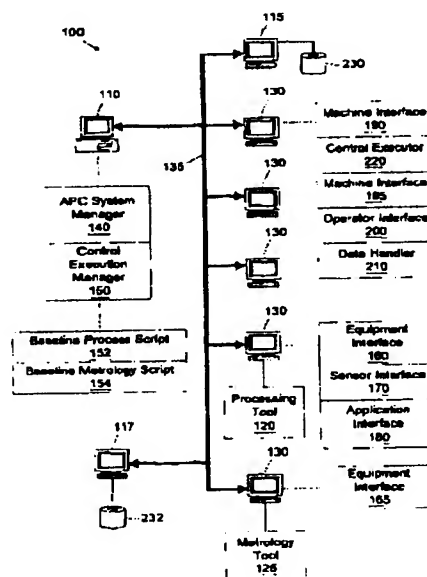 100
115
230
110
130
Machine Interface
190
135
Control Executor
220
130
Machine Interface
195
APC System
Manager
140
Operator Interface
200
Control
Execution
Manager
150
130
Data Handler
210
Baseline Process Script
152
Baseline Metrology Script
154
130
Equipment
Interface
160
Sensor Interface
170
Processing
Tool
120
Application
Interface
180
117
130
Equipment
Interface
165
232
Metrology
Tool
125